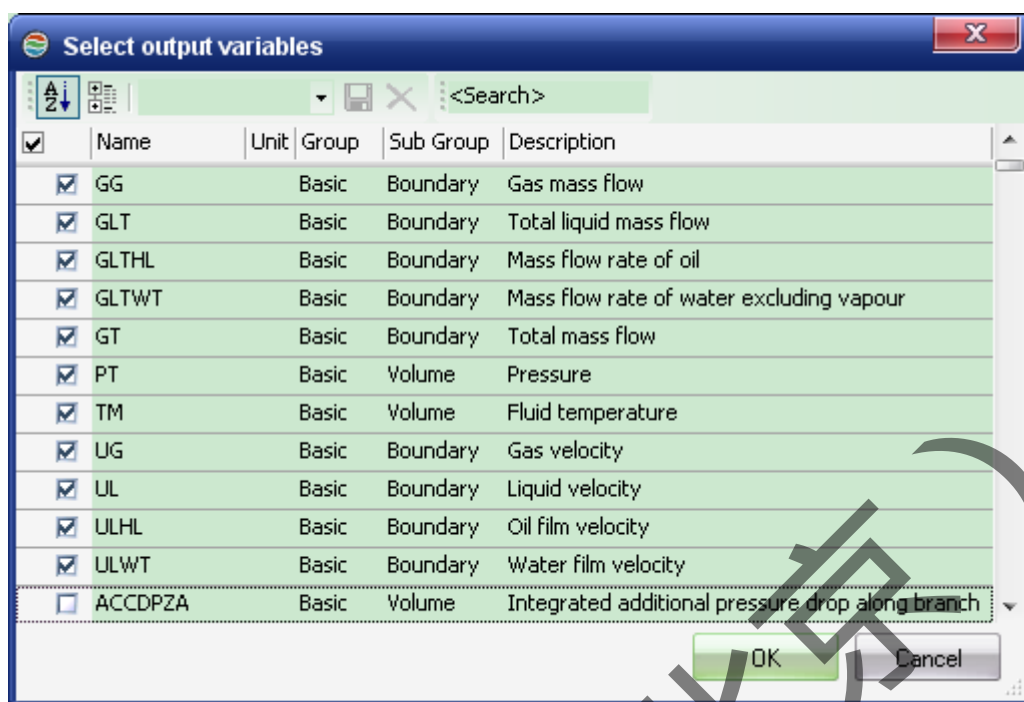 Select output variables
<Search>
Name Unit Group Sub Group Description
GG Basic Boundary Gas mass flow
GLT Basic Boundary Total liquid mass flow
GLTHL Basic Boundary Mass flow rate of oil
GLTWT Basic Boundary Mass flow rate of water excluding vapour
GT Basic Boundary Total mass flow
PT Basic Volume Pressure
TM Basic Volume Fluid temperature
UG Basic Boundary Gas velocity
UL Basic Boundary Liquid velocity
ULHL Basic Boundary Oil film velocity
ULWT Basic Boundary Water film velocity
ACCDPZA Basic Volume Integrated additional pressure drop along branch
OK Cancel